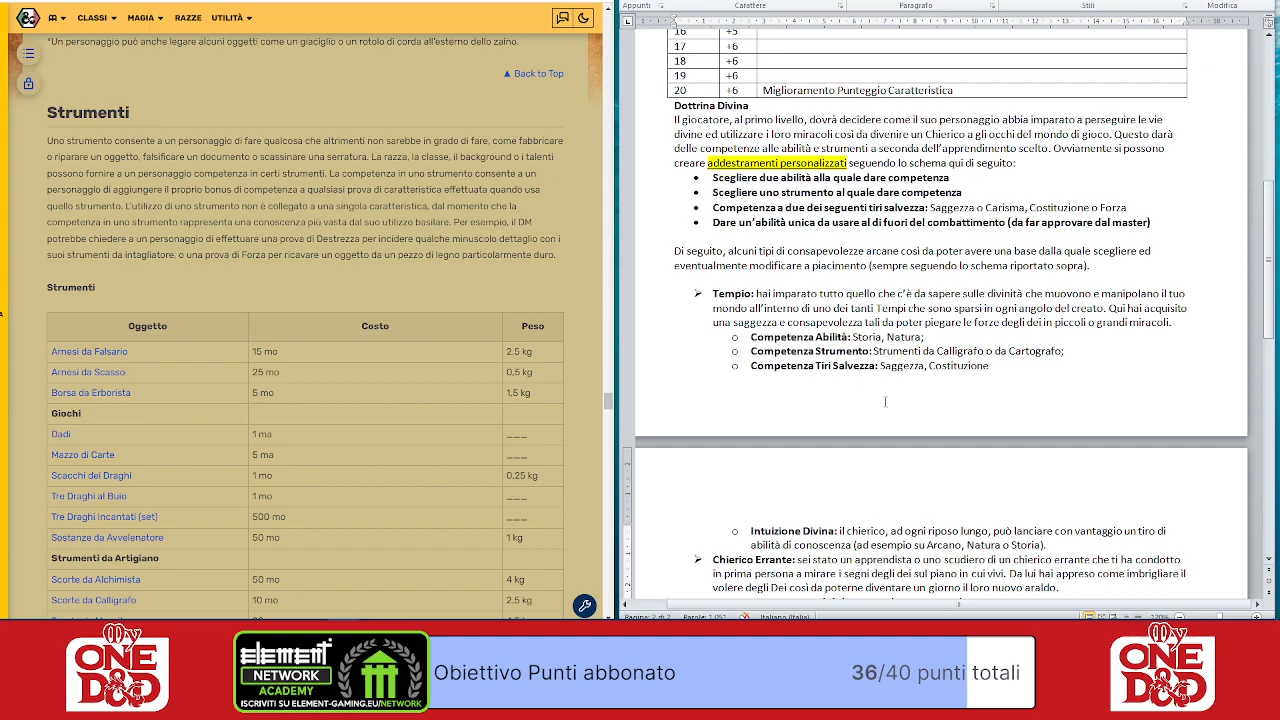 CLASSI
MAGIA
RAZZE
UTILITÀ
*Un personaggio può anche legare alcuni oggetti come un giaciglio o un rotolo di corda all'esterno dello zaino.
▲ Back to Top
Strumenti
Uno strumento consente a un personaggio di fare qualcosa che altrimenti non sarebbe in grado di fare, come fabbricare
o riparare un oggetto, falsificare un documento o scassinare una serratura. La razza, la classe, il background o i talenti
possono fornire a un personaggio competenza in certi strumenti. La competenza in uno strumento consente a un
personaggio di aggiungere il proprio bonus di competenza a qualsiasi prova di caratteristica effettuata quando usa
quello strumento. L'utilizzo di uno strumento non è collegato a una singola caratteristica, dal momento che la
competenza in uno strumento rappresenta una conoscenza più vasta dal suo utilizzo basilare. Per esempio, il DM
potrebbe chiedere a un personaggio di effettuare una prova di Destrezza per incidere qualche minuscolo dettaglio con i
suoi strumenti da intagliatore, o una prova di Forza per ricavare un oggetto da un pezzo di legno particolarmente duro.
Strumenti
Oggetto Costo Peso
Arnesi da Falsario 15 mo 2.5 kg
Arnesi da Scasso 25 mo 0,5 kg
Borsa da Erborista 5 mo 1,5 kg
Giochi
Dadi 1 ma ___
Mazzo di Carte 5 ma ___
Scacchi dei Draghi 1 mo 0.25 kg
Tre Draghi al Buio 1 mo ___
Tre Draghi Incantati (set) 500 mo ___
Sostanze da Avvelenatore 50 mo 1 kg
Strumenti da Artigiano
Scorte da Alchimista 50 mo 4 kg
Scorte da Calligrafo 10 mo 2,5 kg
Appunti
Carattere
Paragrafo
Stili
Modifica
16 +5
17 +6
18 +6
19 +6
20 +6 Miglioramento Punteggio Caratteristica
Dottrina Divina
Il giocatore, al primo livello, dovrà decidere come il suo personaggio abbia imparato a perseguire le vie
divine ed utilizzare i loro miracoli così da divenire un Chierico a gli occhi del mondo di gioco. Questo darà
delle competenze alle abilità e strumenti a seconda dell'apprendimento scelto. Ovviamente si possono
creare addestramenti personalizzati seguendo lo schema qui di seguito:
• Scegliere due abilità alla quale dare competenza
• Scegliere uno strumento al quale dare competenza
• Competenza a due dei seguenti tiri salvezza: Saggezza o Carisma, Costituzione o Forza
• Dare un'abilità unica da usare al di fuori del combattimento (da far approvare dal master)
Di seguito, alcuni tipi di consapevolezze arcane così da poter avere una base dalla quale scegliere ed
eventualmente modificare a piacimento (sempre seguendo lo schema riportato sopra).
➢ Tempio: hai imparato tutto quello che c'è da sapere sulle divinità che muovono e manipolano il tuo
mondo all'interno di uno dei tanti Tempi che sono sparsi in ogni angolo del creato. Qui hai acquisito
una saggezza e consapevolezza tali da poter piegare le forze degli dei in piccoli o grandi miracoli.
o Competenza Abilità: Storia, Natura;
o Competenza Strumento: Strumenti da Calligrafo o da Cartografo;
o Competenza Tiri Salvezza: Saggezza, Costituzione
o Intuizione Divina: il chierico, ad ogni riposo lungo, può lanciare con vantaggio un tiro di
abilità di conoscenza (ad esempio su Arcano, Natura o Storia).
➢ Chierico Errante: sei stato un apprendista o uno scudiero di un chierico errante che ti ha condotto
in prima persona a mirare i segni degli dei sul piano in cui vivi. Da lui hai appreso come imbrigliare il
volere degli Dei così da poterne diventare un giorno il loro nuovo araldo.
Pagina: 2 di 7 Parole: 1.051 Italiano (Italia) 120%
My
ONE
D&D
element
NETWORK
ACADEMY
ISCRIVITI SU ELEMENT-GAMING.EU/NETWORK
Obiettivo Punti abbonato 36/40 punti totali
My
ONE
D&D